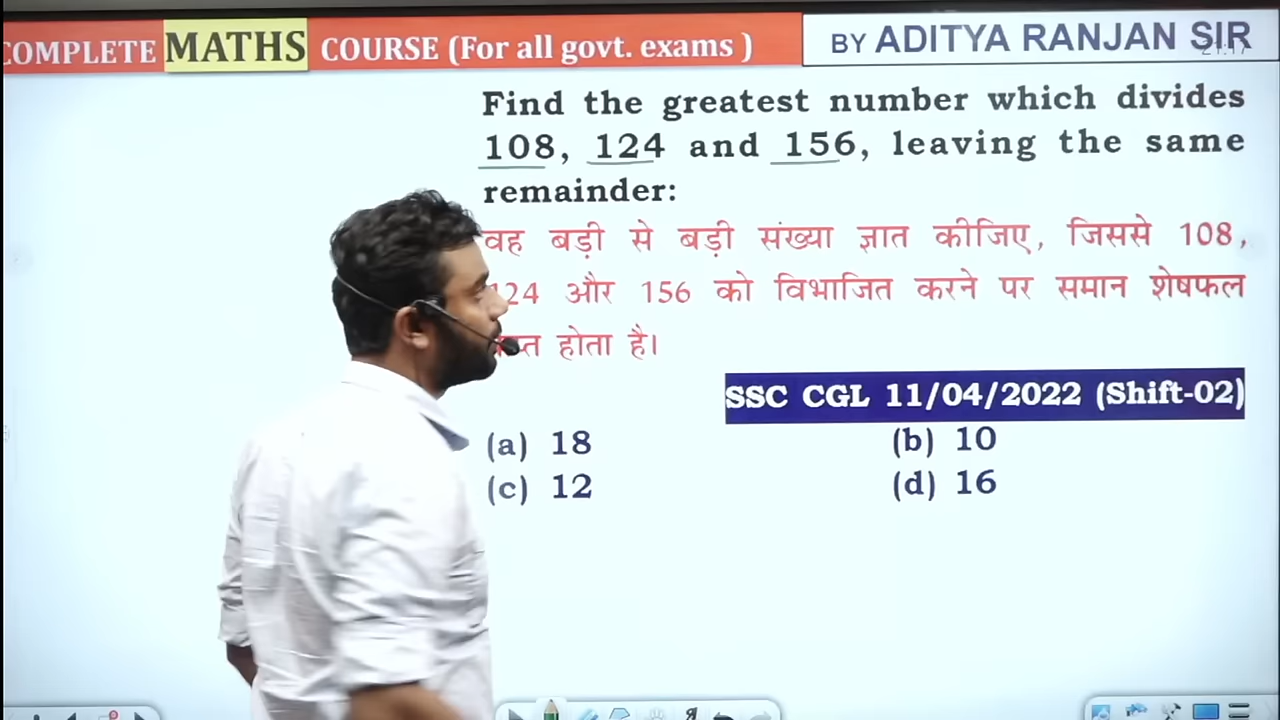 COMPLETE MATHS COURSE (For all govt. exams )
BY ADITYA RANJAN SIR
Find the greatest number which divides
108, 124 and 156, leaving the same
remainder:
वह बड़ी से बड़ी संख्या ज्ञात कीजिए, जिससे 108,
124 और 156 को विभाजित करने पर समान शेषफल
होता है।
SSC CGL 11/04/2022 (Shift-02)
(a) 18
(b) 10
(c) 12
(d) 16